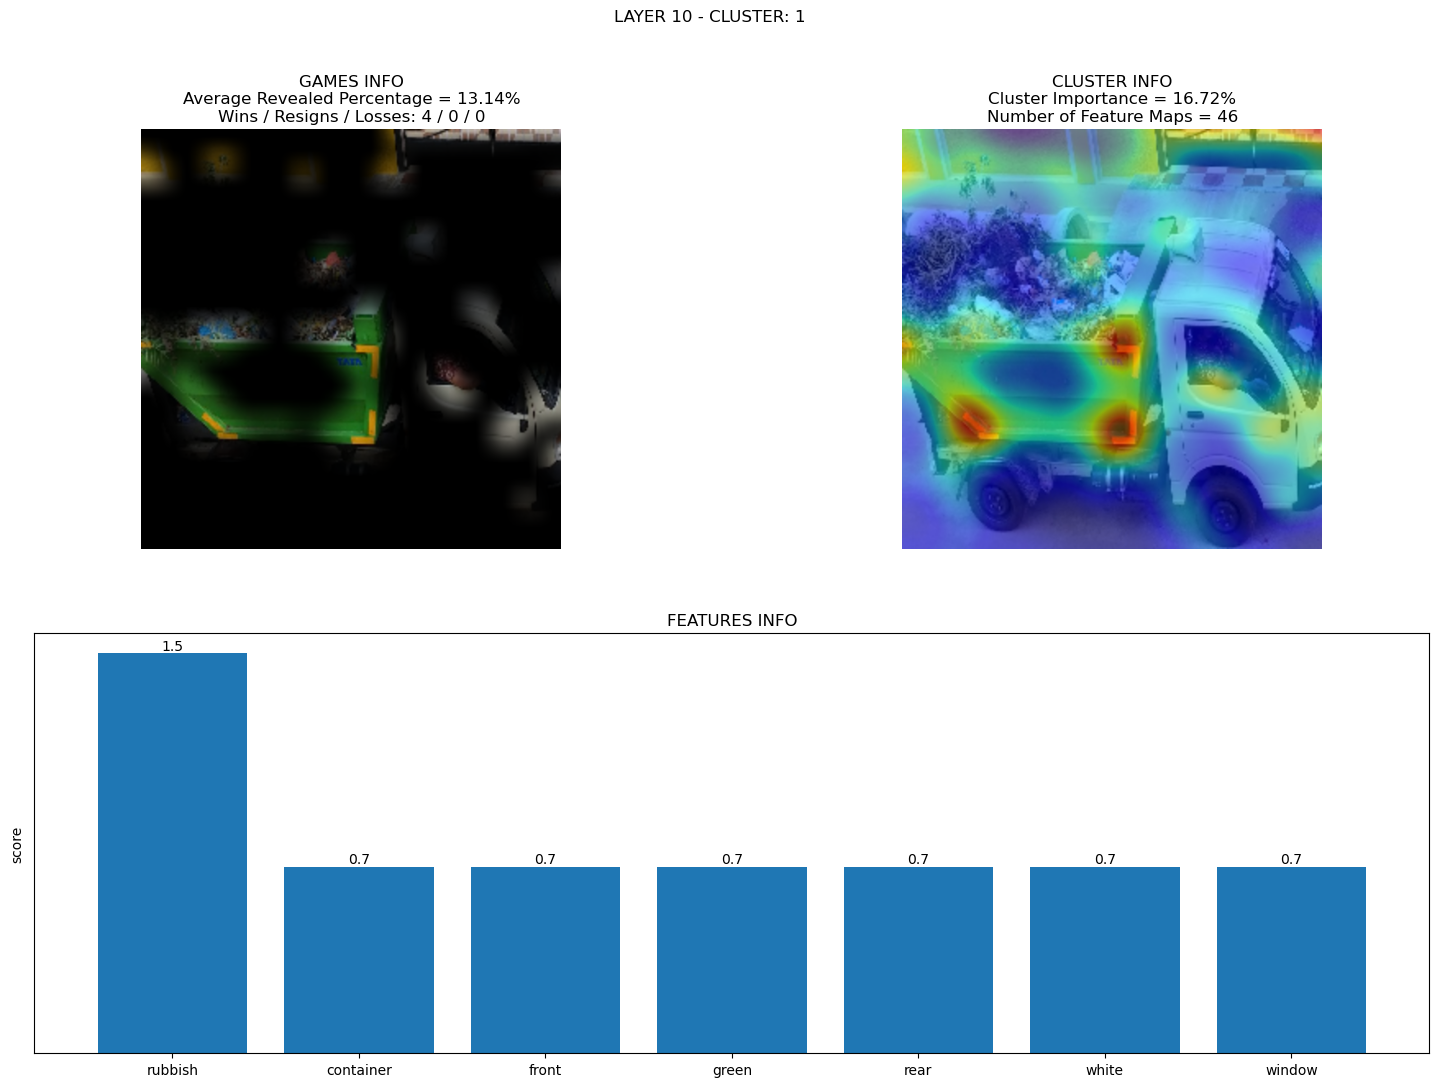 LAYER 10 - CLUSTER: 1
GAMES INFO
Average Revealed Percentage = 13.14%
Wins / Resigns / Losses: 4 / 0 / 0
CLUSTER INFO
Cluster Importance = 16.72%
Number of Feature Maps = 46
FEATURES INFO
score
1.5
0.7
0.7
0.7
0.7
0.7
0.7
rubbish
container
front
green
rear
white
window